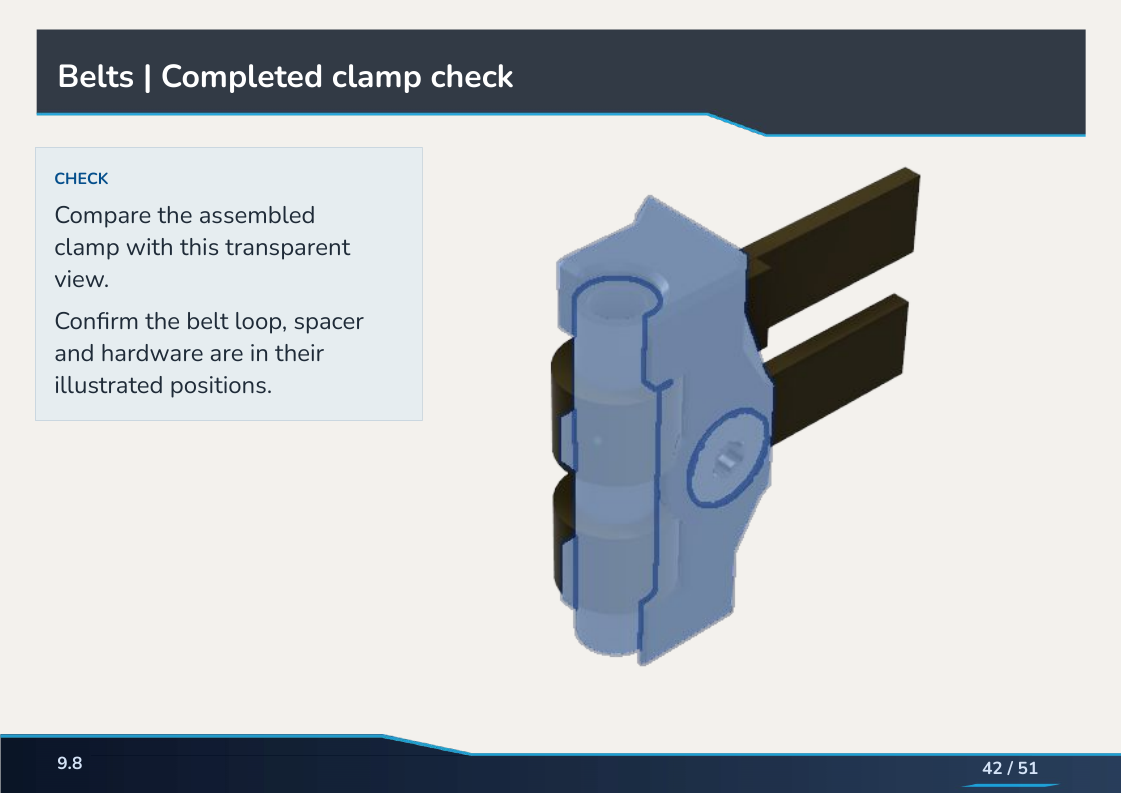 Belts | Completed clamp check
CHECK
Compare the assembled
clamp with this transparent
view.
Confirm the belt loop, spacer
and hardware are in their
illustrated positions.
9.8
42 / 51